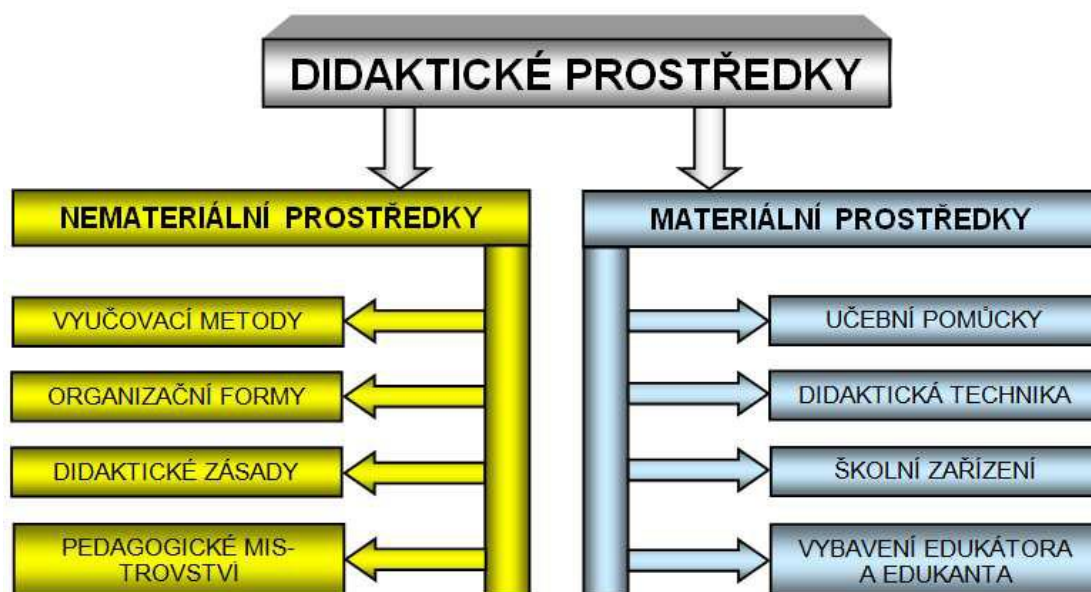 DIDAKTICKÉ PROSTŘEDKY
NEMATERIÁLNÍ PROSTŘEDKY
VYUČOVACÍ METODY
ORGANIZAČNÍ FORMY
DIDAKTICKÉ ZÁSADY
PEDAGOGICKÉ MIS-
TROVSTVÍ
MATERIÁLNÍ PROSTŘEDKY
UČEBNÍ POMŮCKY
DIDAKTICKÁ TECHNIKA
ŠKOLNÍ ZAŘÍZENÍ
VYBAVENÍ EDUKÁTORA
A EDUKANTA